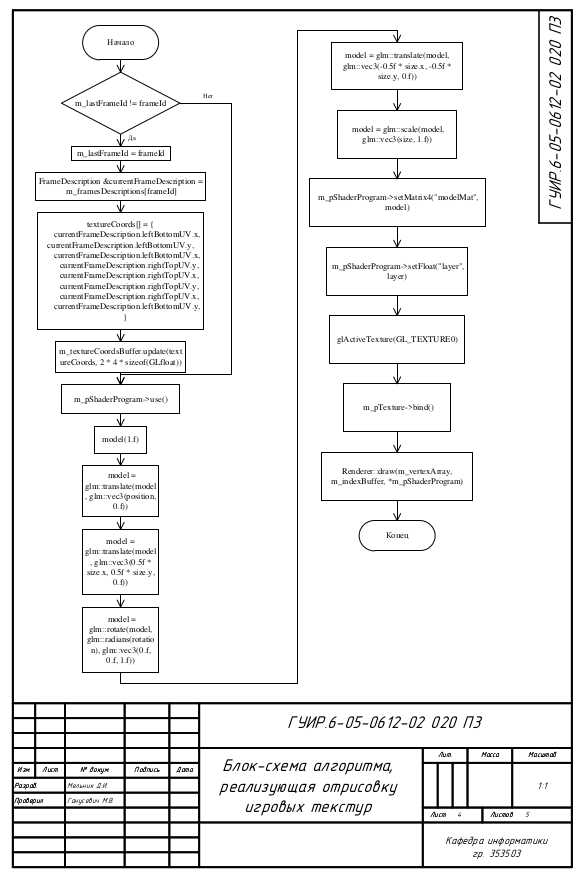 Начало
m_lastFrameId != frameId
Нет
Да
m_lastFrameId = frameId
FrameDescription &currentFrameDescription =
m_framesDescriptions[frameId]
textureCoords[] = {
currentFrameDescription.leftBottomUV.x,
currentFrameDescription.leftBottomUV.y,
currentFrameDescription.leftBottomUV.x,
currentFrameDescription.rightTopUV.y,
currentFrameDescription.rightTopUV.x,
currentFrameDescription.rightTopUV.y,
currentFrameDescription.rightTopUV.x,
currentFrameDescription.leftBottomUV.y,
}
m_textureCoordsBuffer.update(text
ureCoords, 2 * 4 * sizeof(GLfloat))
m_pShaderProgram->use()
model(1.f)
model =
glm::translate(model
, glm::vec3(position,
0.f))
model =
glm::translate(model
, glm::vec3(0.5f *
size.x, 0.5f * size.y,
0.f))
model =
glm::rotate(model,
glm::radians(rotatio
n), glm::vec3(0.f,
0.f, 1.f))
model = glm::translate(model,
glm::vec3(-0.5f * size.x, -0.5f *
size.y, 0.f))
model = glm::scale(model,
glm::vec3(size, 1.f))
m_pShaderProgram->setMatrix4("modelMat",
model)
m_pShaderProgram->setFloat("layer",
layer)
glActiveTexture(GL_TEXTURE0)
m_pTexture->bind()
Renderer::draw(m_vertexArray,
m_indexBuffer, *m_pShaderProgram)
Конец
ГУИР.6-05-0612-02 020 ПЗ
ГУИР.6-05-0612-02 020 ПЗ
Изм Лист № докум Подпись Дата
Разраб. Мельник Д.И.
Проверил Ганусевич М.В.
Блок-схема алгоритма,
реализующая отрисовку
игровых текстур
Лит. Масса Масштаб
1:1
Лист 4 Листов 5
Кафедра информатики
гр. 353503